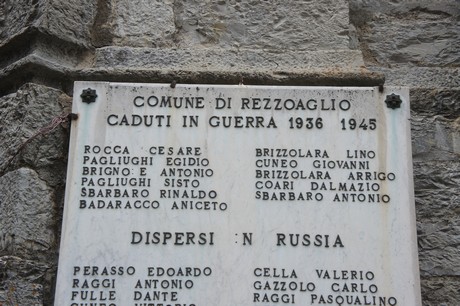 COMUNE DI REZZOAGLIO
CADUTI IN GUERRA 1936 1945
ROCCA CESARE
PAGLIUGHI EGIDIO
BRIGNO E ANTONIO
PAGLIUGHI SISTO
SBARBARO RINALDO
BADARACCO ANICETO
BRIZZOLARA LINO
CUNEO GIOVANNI
BRIZZOLARA ARRIGO
COARI DALMAZIO
SBARBARO ANTONIO
DISPERSI :N RUSSIA
PERASSO EDOARDO
RAGGI ANTONIO
FULLE DANTE
CUNEO VITTORIO
CELLA VALERIO
GAZZOLO CARLO
RAGGI PASQUALINO